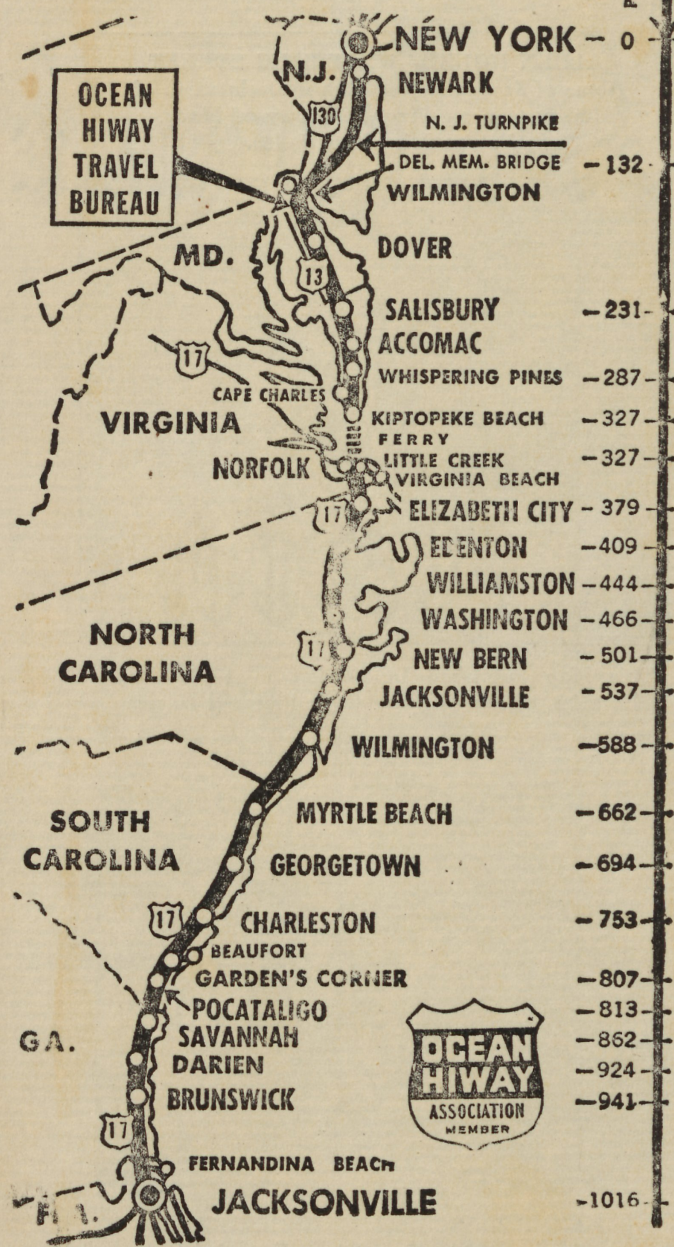 NEW YORK - 0
N.J.
NEWARK
OCEAN
HIWAY
TRAVEL
BUREAU
130
N. J. TURNPIKE
DEL. MEM. BRIDGE -132
WILMINGTON
MD.
DOVER
13
SALISBURY -231-
17
ACCOMAC
WHISPERING PINES -287-
CAPE CHARLES
VIRGINIA
KIPTOPEKE BEACH -327-
FERRY
NORFOLK
LITTLE CREEK -327-
VIRGINIA BEACH
17
ELIZABETH CITY -379-
EDENTON -409-
WILLIAMSTON -444-
WASHINGTON -466-
NORTH
CAROLINA
17
NEW BERN -501-
JACKSONVILLE -537-
WILMINGTON -588-
MYRTLE BEACH -662-
SOUTH
CAROLINA
GEORGETOWN -694-
17
CHARLESTON -753-
BEAUFORT
GARDEN'S CORNER -807-
POCATALIGO -813-
GA.
SAVANNAH -862-
DARIEN -924-
BRUNSWICK -941-
OCEAN
HIWAY
ASSOCIATION
MEMBER
17
FERNANDINA BEACH
FLA.
JACKSONVILLE -1016-